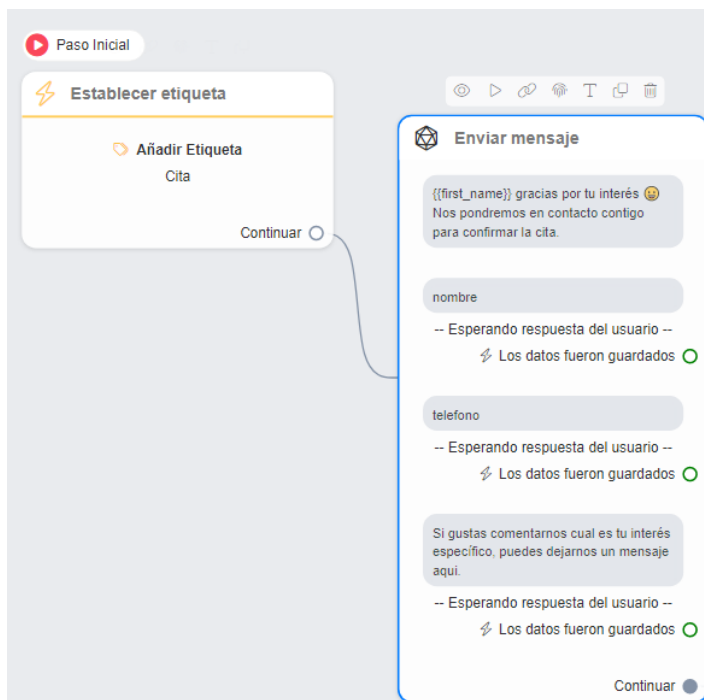 Paso Inicial
Establecer etiqueta
Añadir Etiqueta
Cita
Continuar
Enviar mensaje
{{first_name}} gracias por tu interés 😀
Nos pondremos en contacto contigo
para confirmar la cita.
nombre
-- Esperando respuesta del usuario --
Los datos fueron guardados
telefono
-- Esperando respuesta del usuario --
Los datos fueron guardados
Si gustas comentarnos cual es tu interés
específico, puedes dejarnos un mensaje
aqui.
-- Esperando respuesta del usuario --
Los datos fueron guardados
Continuar